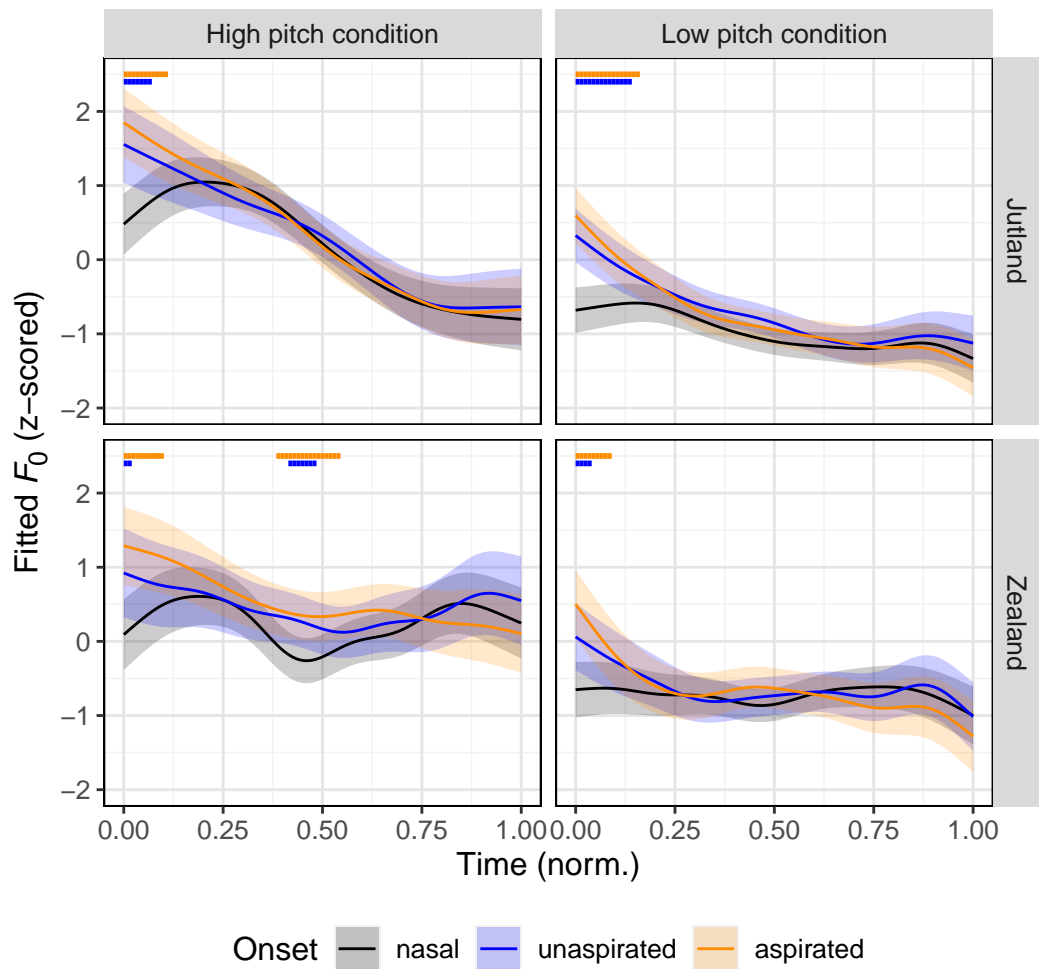 High pitch condition
Low pitch condition
2
1
0
−1
−2
Jutland
2
1
0
−1
−2
Zealand
Fitted F0 (z−scored)
0.00 0.25 0.50 0.75 1.00
0.00 0.25 0.50 0.75 1.00
Time (norm.)
Onset nasal unaspirated aspirated